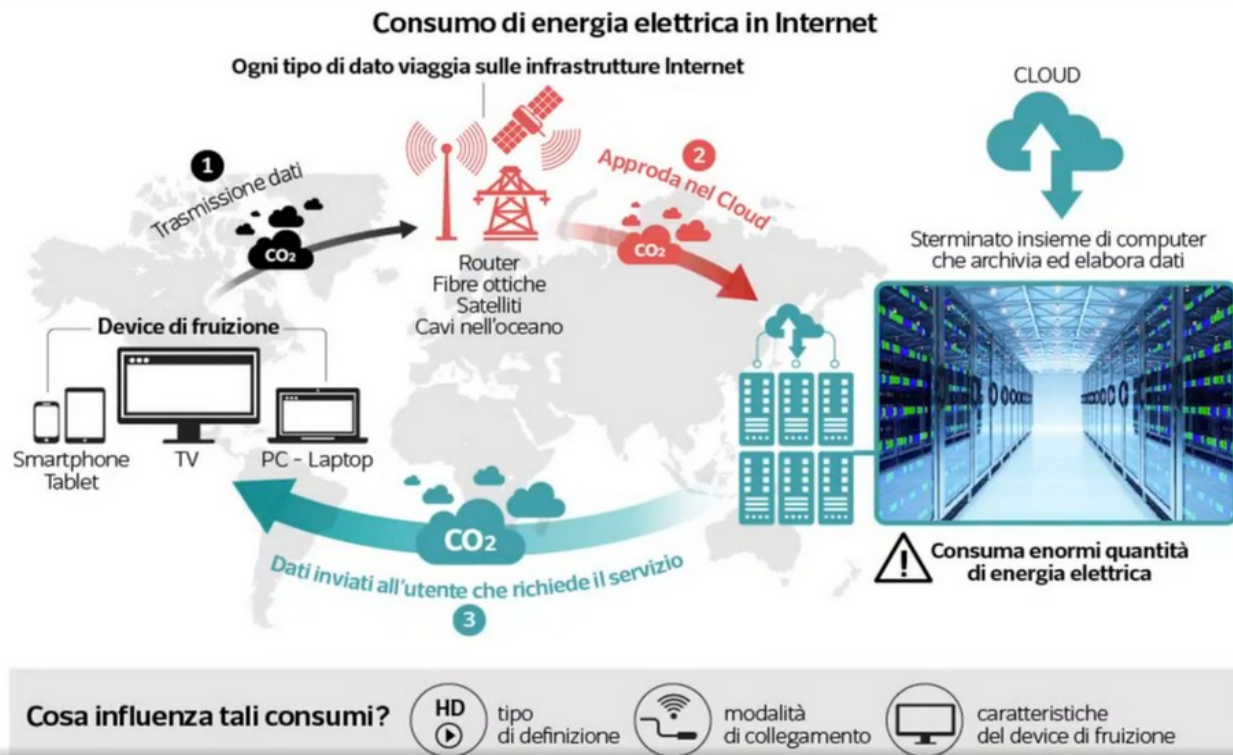 Consumo di energia elettrica in Internet
Ogni tipo di dato viaggia sulle infrastrutture Internet
1
Trasmissione dati
CO₂
Router
Fibre ottiche
Satelliti
Cavi nell'oceano
2
Approda nel Cloud
CO₂
CLOUD
Sterminato insieme di computer
che archivia ed elabora dati
Device di fruizione
Smartphone
Tablet
TV
PC - Laptop
CO₂
Dati inviati all'utente che richiede il servizio
3
Consuma enormi quantità
di energia elettrica
Cosa influenza tali consumi?
HD
tipo
di definizione
modalità
di collegamento
caratteristiche
del device di fruizione